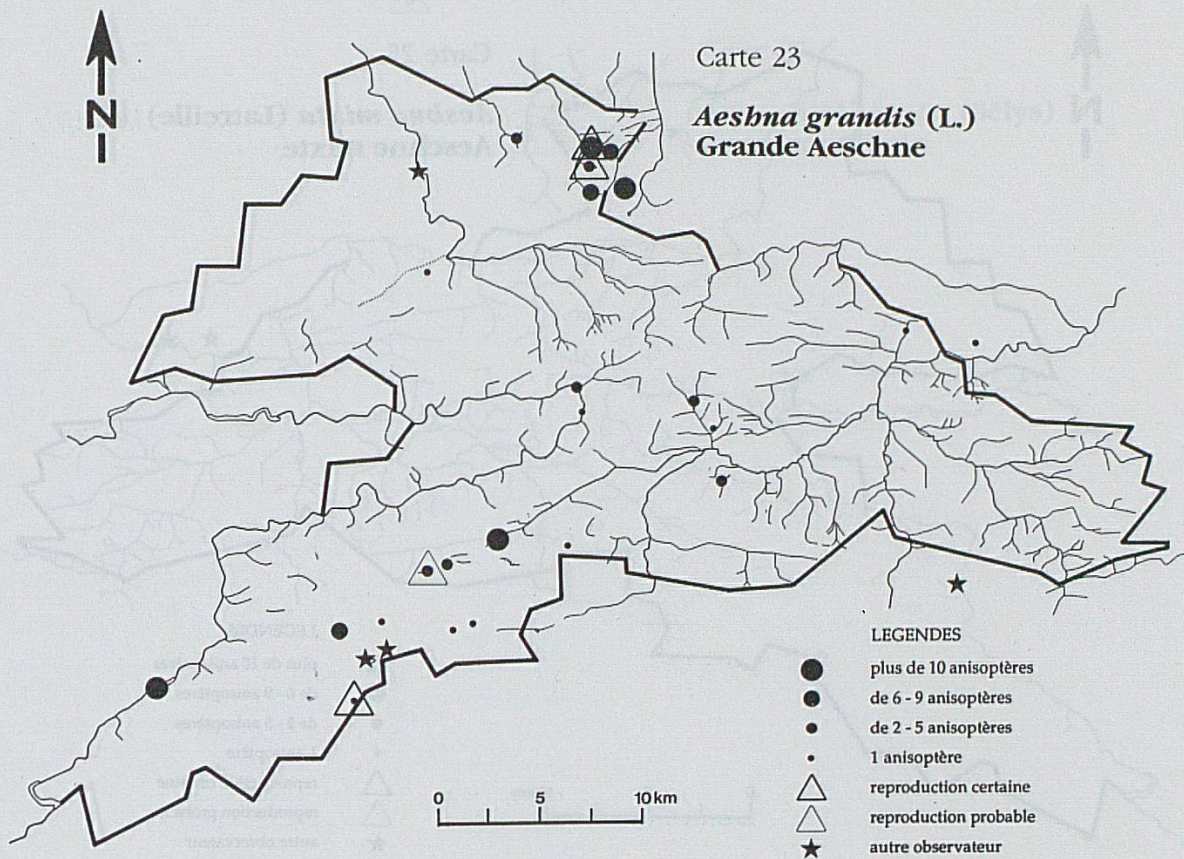 N
Carte 23
Aeshna grandis (L.)
Grande Aeschne
LEGENDES
plus de 10 anisoptères
de 6 - 9 anisoptères
de 2 - 5 anisoptères
1 anisoptère
reproduction certaine
reproduction probable
autre observateur
0 5 10 km